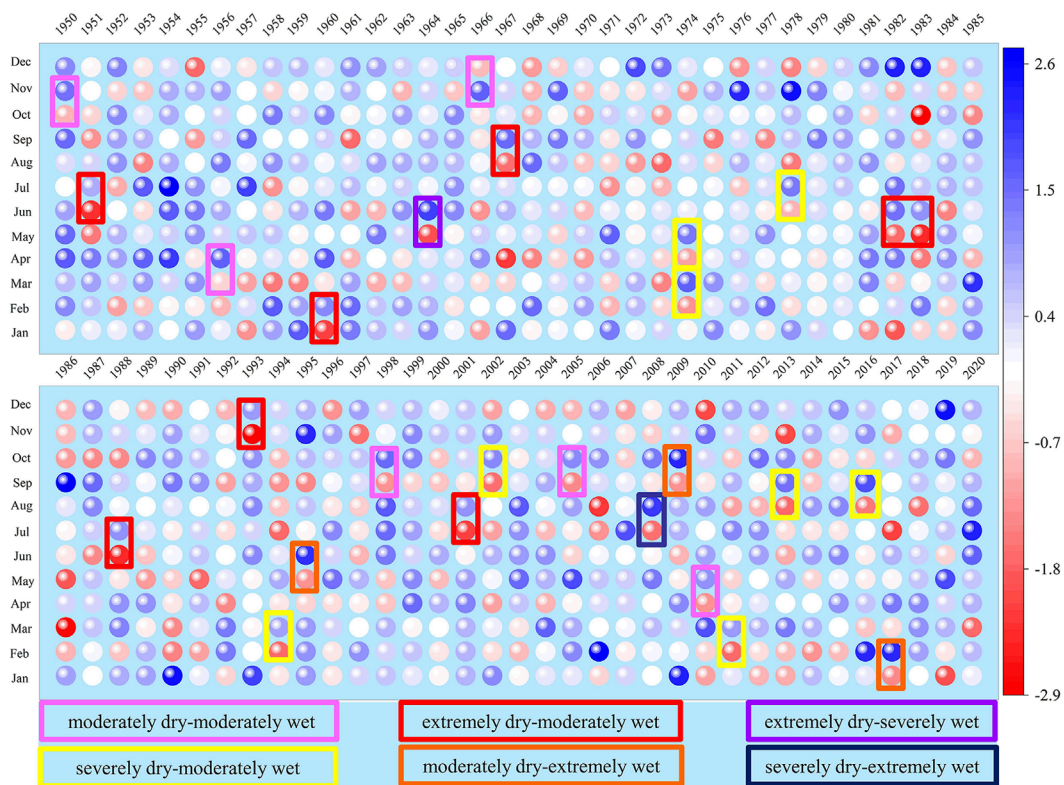 1950 1951 1952 1953 1954 1955 1956 1957 1958 1959 1960 1961 1962 1963 1964 1965 1966 1967 1968 1969 1970 1971 1972 1973 1974 1975 1976 1977 1978 1979 1980 1981 1982 1983 1984 1985
Dec
Nov
Oct
Sep
Aug
Jul
Jun
May
Apr
Mar
Feb
Jan
1986 1987 1988 1989 1990 1991 1992 1993 1994 1995 1996 1997 1998 1999 2000 2001 2002 2003 2004 2005 2006 2007 2008 2009 2010 2011 2012 2013 2014 2015 2016 2017 2018 2019 2020
Dec
Nov
Oct
Sep
Aug
Jul
Jun
May
Apr
Mar
Feb
Jan
2.6
1.5
0.4
-0.7
-1.8
-2.9
moderately dry-moderately wet extremely dry-moderately wet extremely dry-severely wet
severely dry-moderately wet moderately dry-extremely wet severely dry-extremely wet